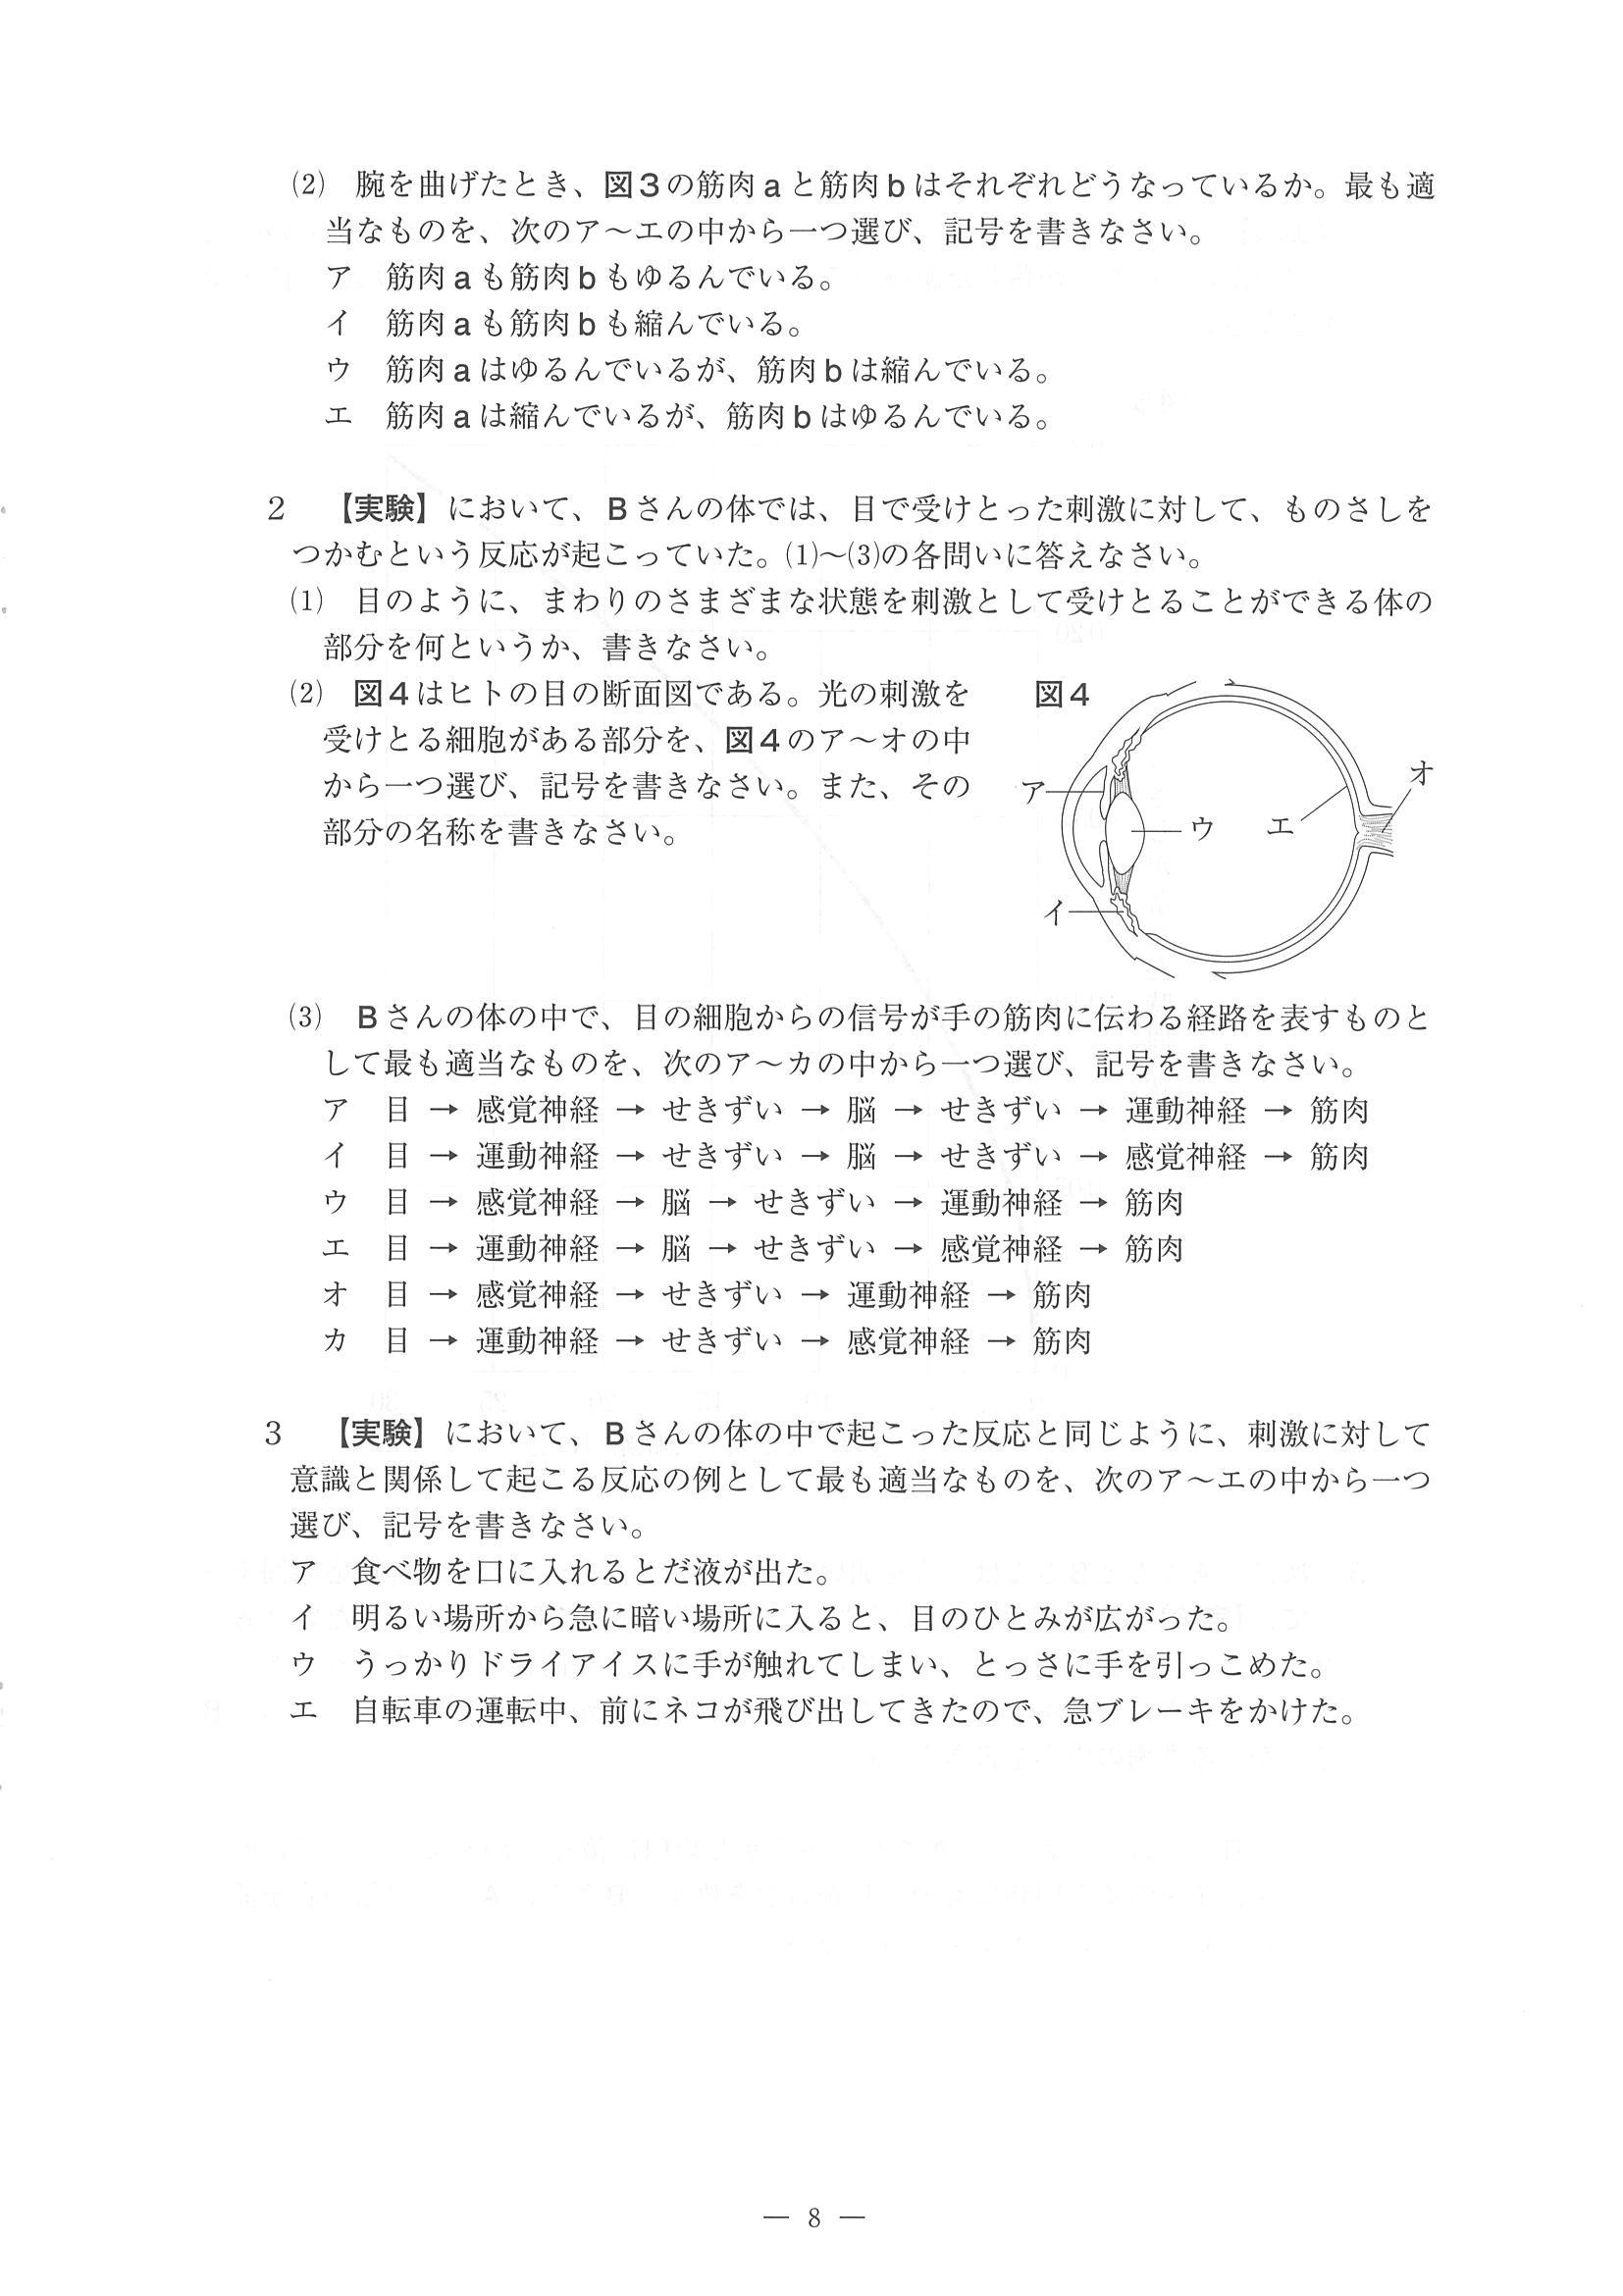 (2) 腕を曲げたとき、図3の筋肉aと筋肉bはそれぞれどうなっているか。最も適
当なものを、次のア～エの中から一つ選び、記号を書きなさい。
ア 筋肉aも筋肉bもゆるんでいる。
イ 筋肉aも筋肉bも縮んでいる。
ウ 筋肉aはゆるんでいるが、筋肉bは縮んでいる。
エ 筋肉aは縮んでいるが、筋肉bはゆるんでいる。
2 【実験】において、Bさんの体では、目で受けとった刺激に対して、ものさしを
つかむという反応が起こっていた。(1)～(3)の各問いに答えなさい。
(1) 目のように、まわりのさまざまな状態を刺激として受けとることができる体の
部分を何というか、書きなさい。
(2) 図4はヒトの目の断面図である。光の刺激を
受けとる細胞がある部分を、図4のア～オの中
から一つ選び、記号を書きなさい。また、その
部分の名称を書きなさい。
図4
ア
イ
ウ
エ
オ
(3) Bさんの体の中で、目の細胞からの信号が手の筋肉に伝わる経路を表すものと
して最も適当なものを、次のア～カの中から一つ選び、記号を書きなさい。
ア 目 → 感覚神経 → せきずい → 脳 → せきずい → 運動神経 → 筋肉
イ 目 → 運動神経 → せきずい → 脳 → せきずい → 感覚神経 → 筋肉
ウ 目 → 感覚神経 → 脳 → せきずい → 運動神経 → 筋肉
エ 目 → 運動神経 → 脳 → せきずい → 感覚神経 → 筋肉
オ 目 → 感覚神経 → せきずい → 運動神経 → 筋肉
カ 目 → 運動神経 → せきずい → 感覚神経 → 筋肉
3 【実験】において、Bさんの体の中で起こった反応と同じように、刺激に対して
意識と関係して起こる反応の例として最も適当なものを、次のア～エの中から一つ
選び、記号を書きなさい。
ア 食べ物を口に入れるとだ液が出た。
イ 明るい場所から急に暗い場所に入ると、目のひとみが広がった。
ウ うっかりドライアイスに手が触れてしまい、とっさに手を引っこめた。
エ 自転車の運転中、前にネコが飛び出してきたので、急ブレーキをかけた。
— 8 —